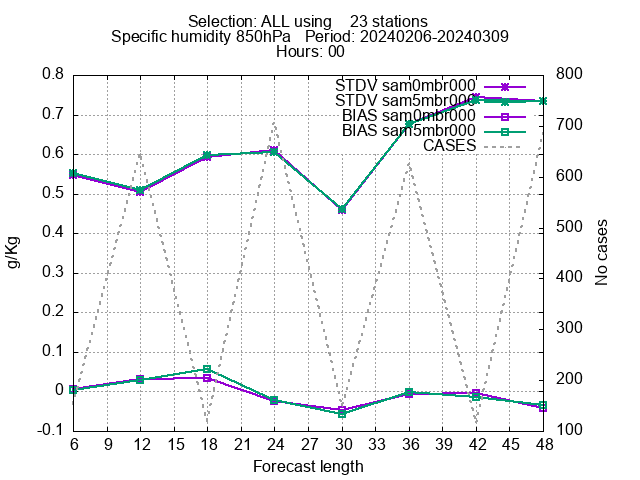 Selection: ALL using 23 stations
Specific humidity 850hPa Period: 20240206-20240309
Hours: 00
STDV sam0mbr000
STDV sam5mbr000
BIAS sam0mbr000
BIAS sam5mbr000
CASES
g/Kg
0.8
0.7
0.6
0.5
0.4
0.3
0.2
0.1
0
-0.1
800
700
600
500
400
300
200
100
No cases
6 9 12 15 18 21 24 27 30 33 36 39 42 45 48
Forecast length